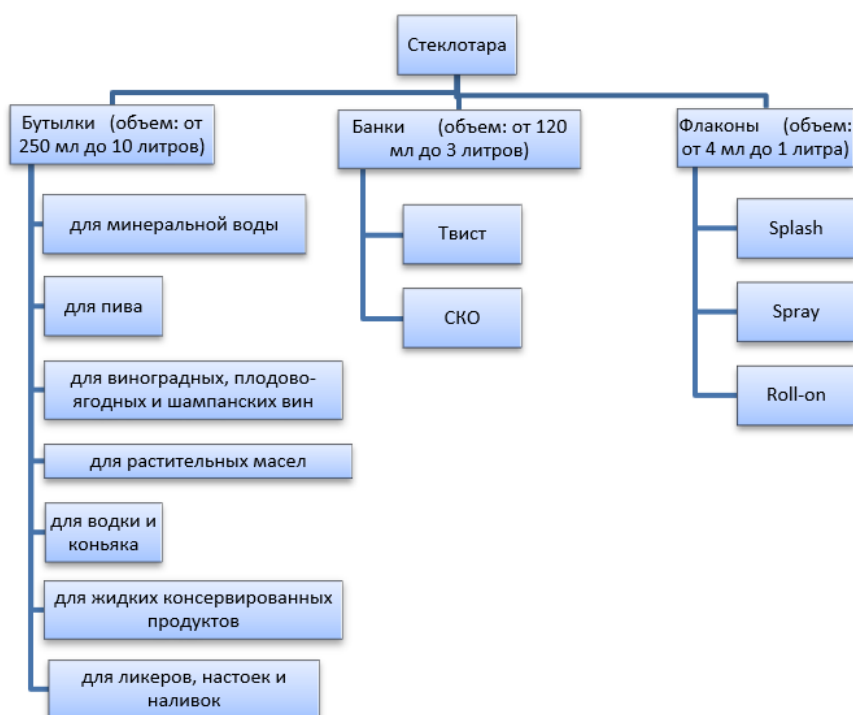 Стеклотара
Бутылки (объем: от
250 мл до 10 литров)
для минеральной воды
для пива
для виноградных, плодово-
ягодных и шампанских вин
для растительных масел
для водки и
коньяка
для жидких консервированных
продуктов
для ликеров, настоек и
наливок
Банки (объем: от 120
мл до 3 литров)
Твист
СКО
Флаконы (объем:
от 4 мл до 1 литра)
Splash
Spray
Roll-on